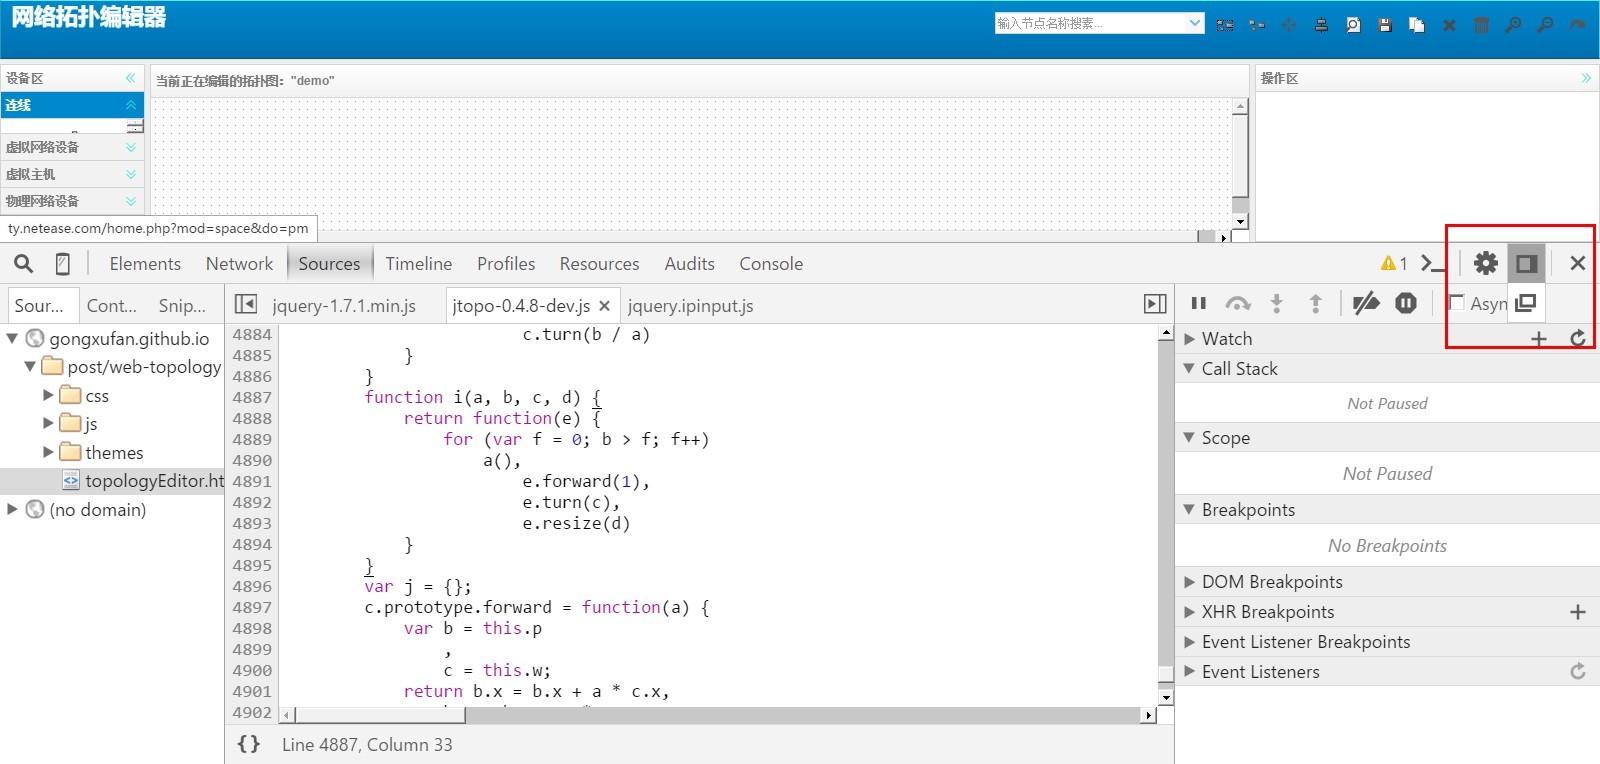 网络拓扑编辑器
输入节点名称搜素...
设备区
当前正在编辑的拓扑图："demo"
操作区
连线
虚拟网络设备
虚拟主机
物理网络设备
ty.netease.com/home.php?mod=space&do=pm
Elements Network Sources Timeline Profiles Resources Audits Console
1
Sour... Cont... Snip...
jquery-1.7.1.min.js jtopo-0.4.8-dev.js jquery.ipinput.js
Asyn
gongxufan.github.io
post/web-topology
css
js
themes
topologyEditor.ht
(no domain)
4884 c.turn(b / a)
4885 }
4886 }
4887 function i(a, b, c, d) {
4888 return function(e) {
4889 for (var f = 0; b > f; f++)
4890 a(),
4891 e.forward(1),
4892 e.turn(c),
4893 e.resize(d)
4894 }
4895 }
4896 var j = {};
4897 c.prototype.forward = function(a) {
4898 var b = this.p
4899 ,
4900 c = this.w;
4901 return b.x = b.x + a * c.x,
4902
{} Line 4887, Column 33
Watch
Call Stack
Not Paused
Scope
Not Paused
Breakpoints
No Breakpoints
DOM Breakpoints
XHR Breakpoints
Event Listener Breakpoints
Event Listeners